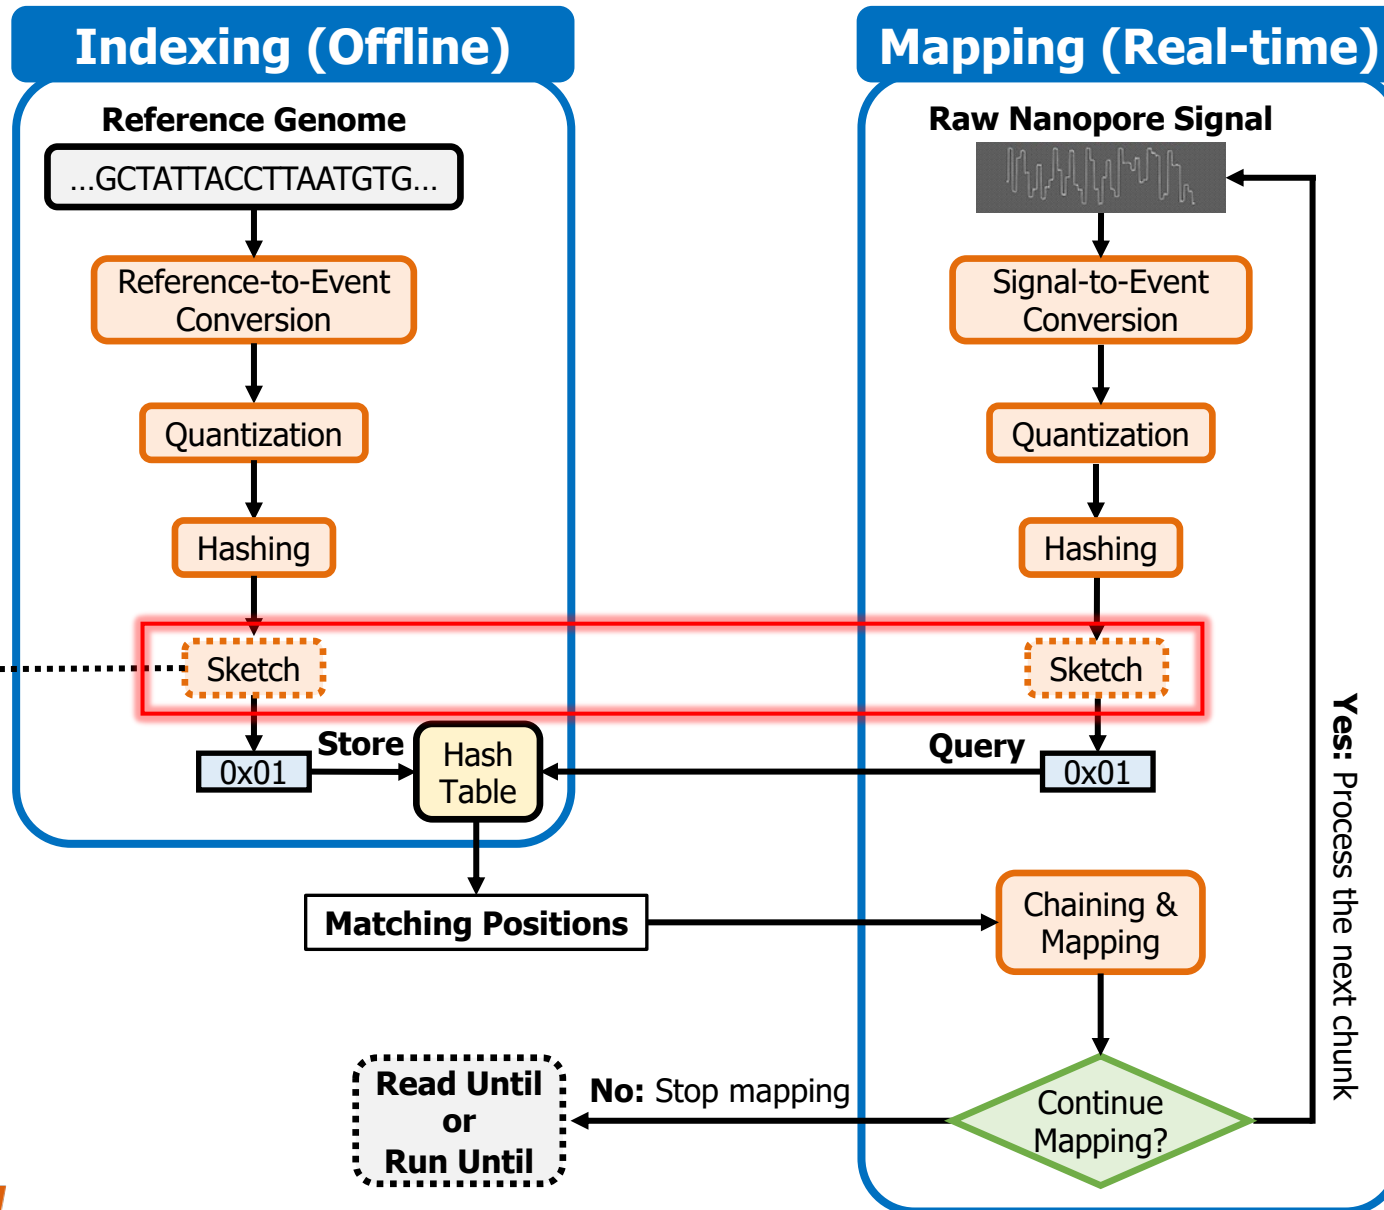 Indexing (Offline)
Reference Genome
...GCTATTACCTTAATGTG...
Reference-to-Event
Conversion
Quantization
Hashing
Sketch
0x01
Store
Hash
Table
Matching Positions
Mapping (Real-time)
Raw Nanopore Signal
Signal-to-Event
Conversion
Quantization
Hashing
Sketch
Query
0x01
Chaining &
Mapping
Continue
Mapping?
Yes: Process the next chunk
No: Stop mapping
Read Until
or
Run Until